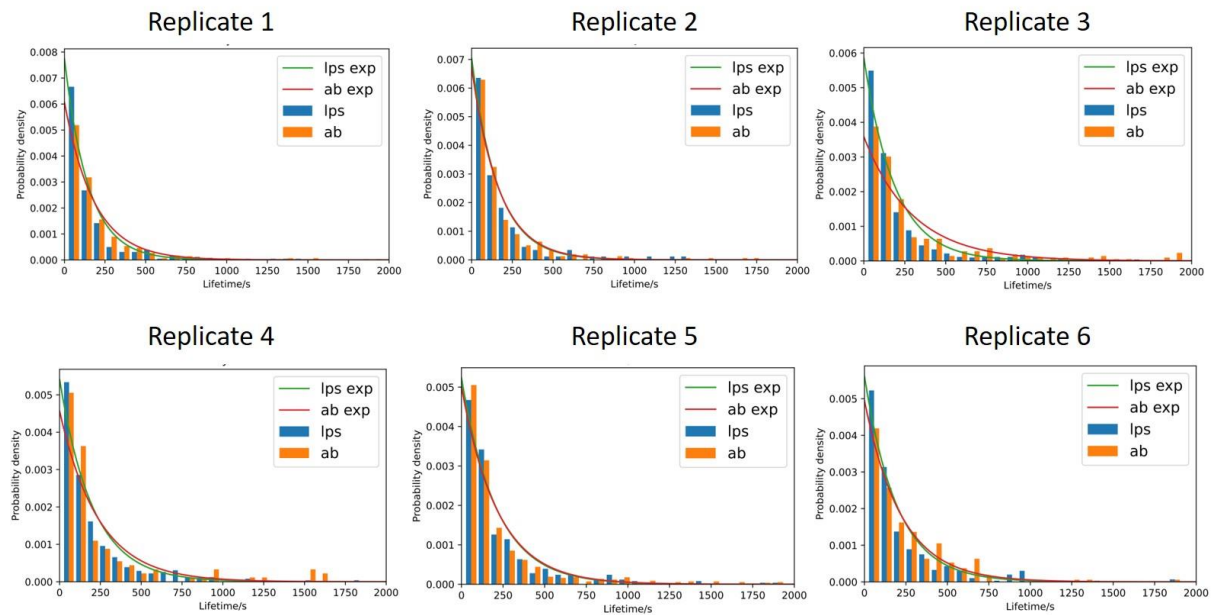 Replicate 1
Probability density
0.008
0.007
0.006
0.005
0.004
0.003
0.002
0.001
0.000
lps exp
ab exp
lps
ab
0 250 500 750 1000 1250 1500 1750 2000
Lifetime/s
Replicate 2
Probability density
0.007
0.006
0.005
0.004
0.003
0.002
0.001
0.000
lps exp
ab exp
lps
ab
0 250 500 750 1000 1250 1500 1750 2000
Lifetime/s
Replicate 3
Probability density
0.006
0.005
0.004
0.003
0.002
0.001
0.000
lps exp
ab exp
lps
ab
0 250 500 750 1000 1250 1500 1750 2000
Lifetime/s
Replicate 4
Probability density
0.005
0.004
0.003
0.002
0.001
0.000
lps exp
ab exp
lps
ab
0 250 500 750 1000 1250 1500 1750 2000
Lifetime/s
Replicate 5
Probability density
0.005
0.004
0.003
0.002
0.001
0.000
lps exp
ab exp
lps
ab
0 250 500 750 1000 1250 1500 1750 2000
Lifetime/s
Replicate 6
Probability density
0.005
0.004
0.003
0.002
0.001
0.000
lps exp
ab exp
lps
ab
0 250 500 750 1000 1250 1500 1750 2000
Lifetime/s